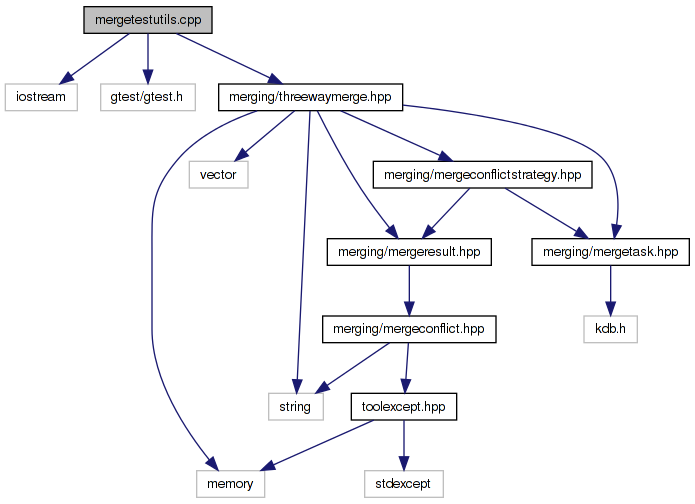 mergetestutils.cpp
iostream
gtest/gtest.h
merging/threewaymerge.hpp
vector
merging/mergeconflictstrategy.hpp
merging/mergeresult.hpp
merging/mergetask.hpp
merging/mergeconflict.hpp
kdb.h
string
toolexcept.hpp
memory
stdexcept